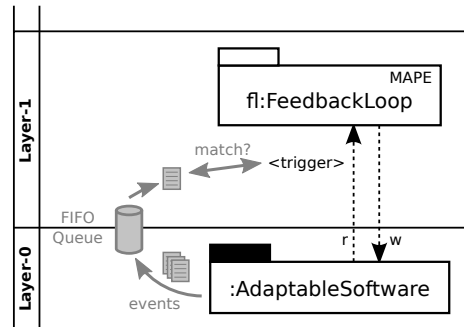 Layer-1
MAPE
fl:FeedbackLoop
match?
<trigger>
FIFO
Queue
r
w
Layer-0
:AdaptableSoftware
events